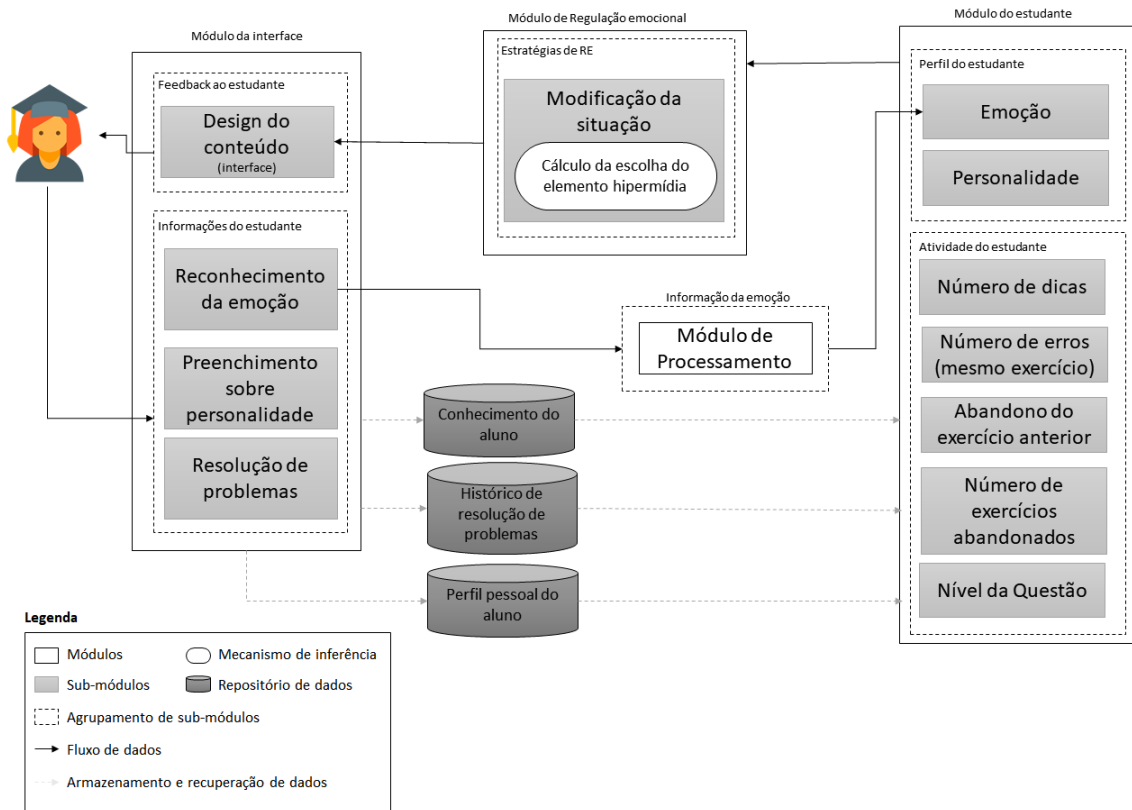 Módulo da interface
Feedback ao estudante
Design do
conteúdo
(interface)
Informações do estudante
Reconhecimento
da emoção
Preenchimento
sobre
personalidade
Resolução de
problemas
Módulo de Regulação emocional
Estratégias de RE
Modificação da
situação
Cálculo da escolha do
elemento hipermídia
Informação da emoção
Módulo de
Processamento
Conhecimento do
aluno
Histórico de
resolução de
problemas
Perfil pessoal do
aluno
Módulo do estudante
Perfil do estudante
Emoção
Personalidade
Atividade do estudante
Número de dicas
Número de erros
(mesmo exercício)
Abandono do
exercício anterior
Número de
exercícios
abandonados
Nível da Questão
Legenda
Módulos
Mecanismo de inferência
Sub-módulos
Repositório de dados
Agrupamento de sub-módulos
Fluxo de dados
Armazenamento e recuperação de dados